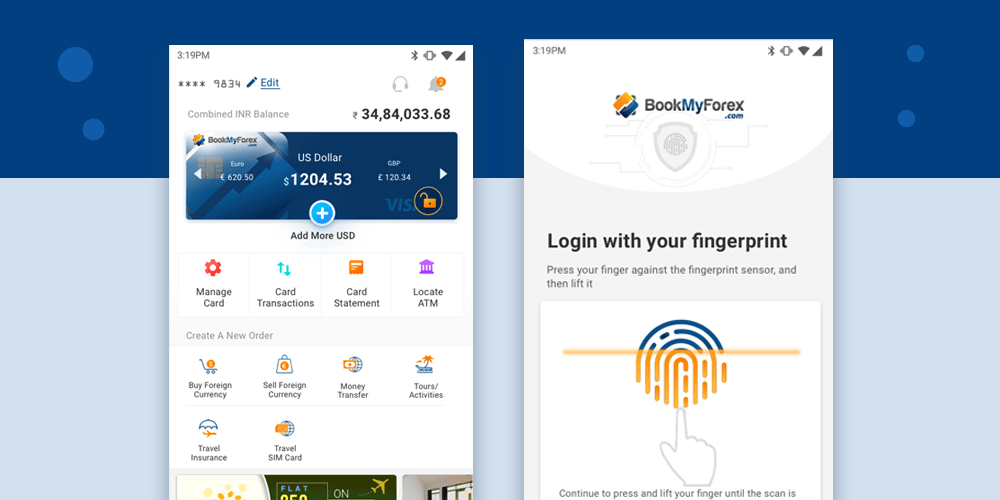 3:19PM
**** 9834 Edit
2
Combined INR Balance ₹ 34,84,033.68
BookMyForex
.com
US Dollar
Euro
GBP
€ 620.50
$1204.53
£ 120.34
VISA
Add More USD
Manage
Card
Card
Transactions
Card
Statement
Locate
ATM
Create A New Order
Buy Foreign
Currency
Sell Foreign
Currency
Money
Transfer
Tours/
Activities
Travel
Insurance
Travel
SIM Card
FLAT
ON
3:19PM
BookMyForex
.com
Login with your fingerprint
Press your finger against the fingerprint sensor, and
then lift it
Continue to press and lift your finger until the scan is